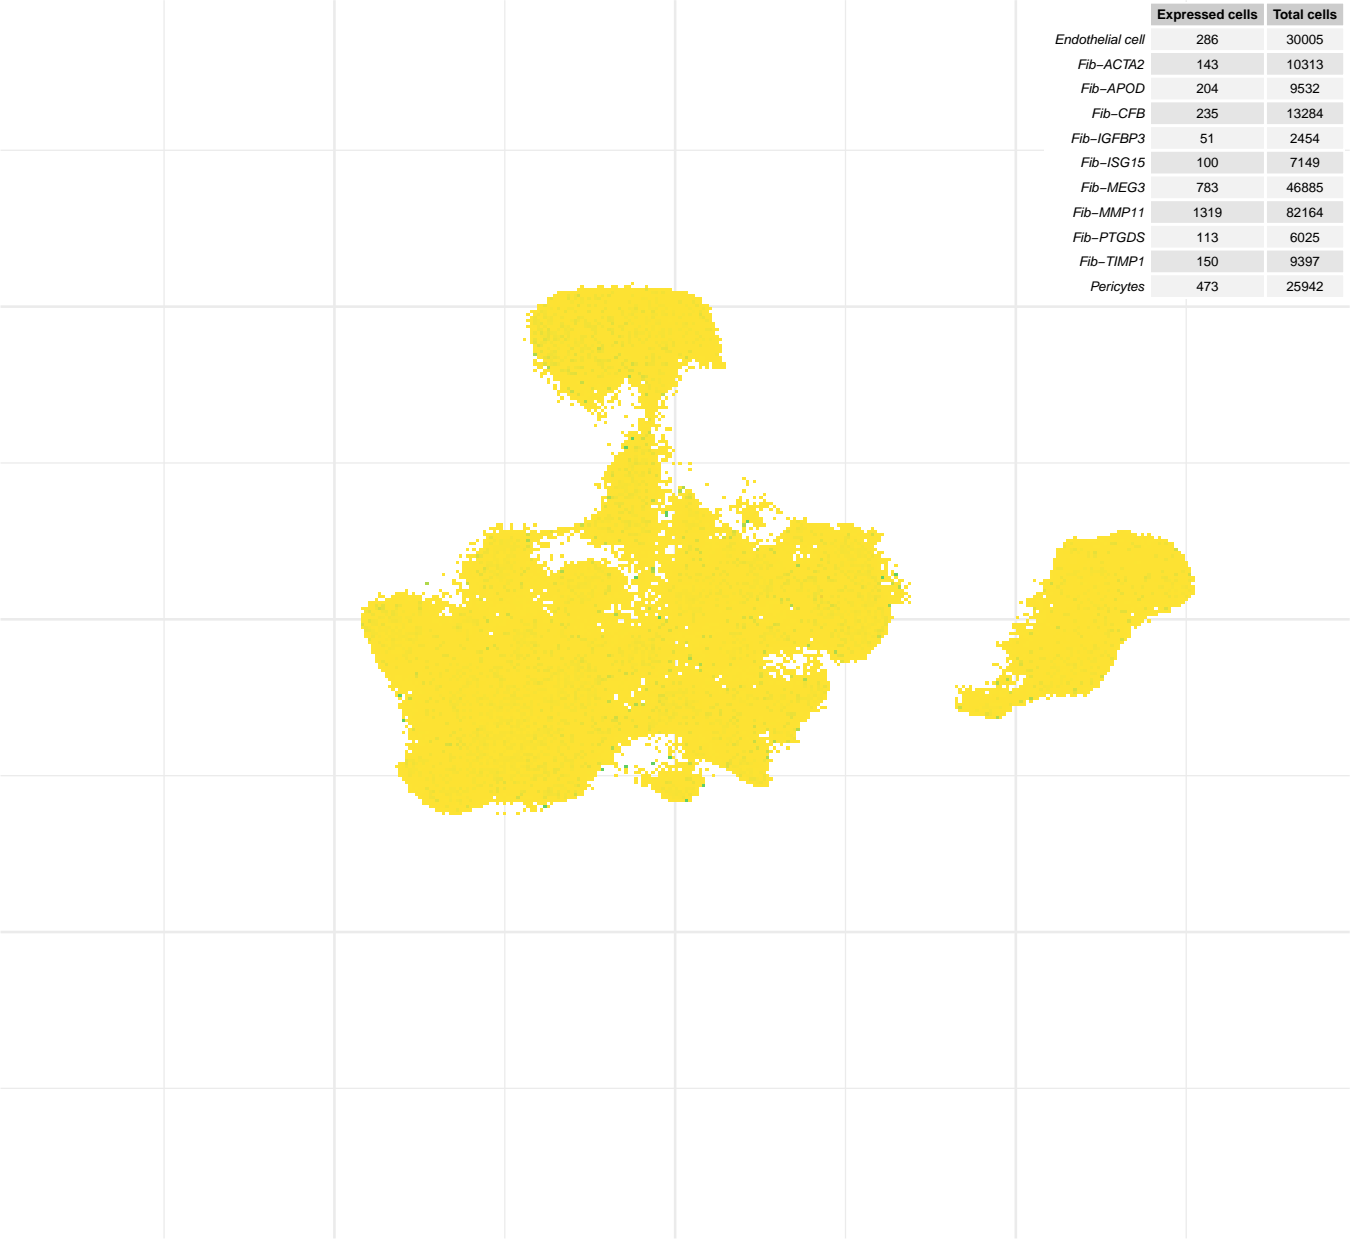 Expressed cells Total cells
Endothelial cell 286 30005
Fib−ACTA2 143 10313
Fib−APOD 204 9532
Fib−CFB 235 13284
Fib−IGFBP3 51 2454
Fib−ISG15 100 7149
Fib−MEG3 783 46885
Fib−MMP11 1319 82164
Fib−PTGDS 113 6025
Fib−TIMP1 150 9397
Pericytes 473 25942